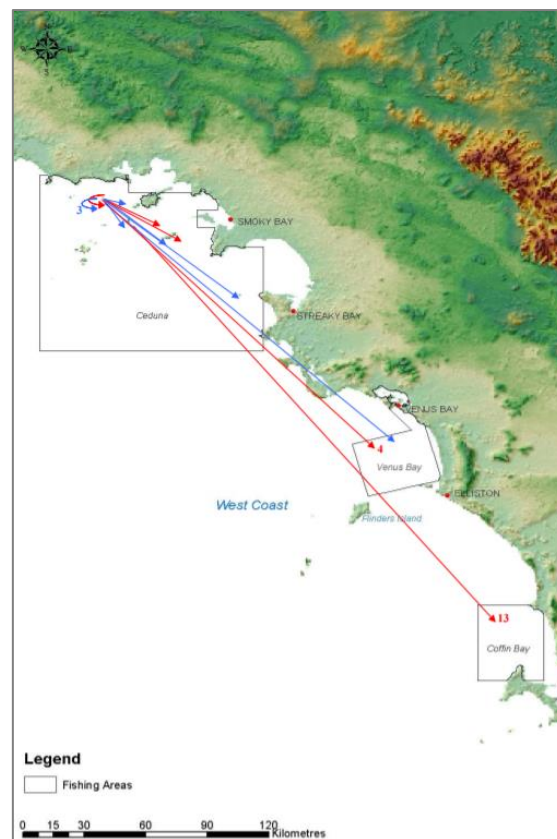 N
W E
S
3
SMOKY BAY
Ceduna
STREAKY BAY
VENUS BAY
4
Venus Bay
ELLISTON
West Coast
Flinders Island
13
Coffin Bay
Legend
Fishing Areas
0 15 30 60 90 120
Kilometres